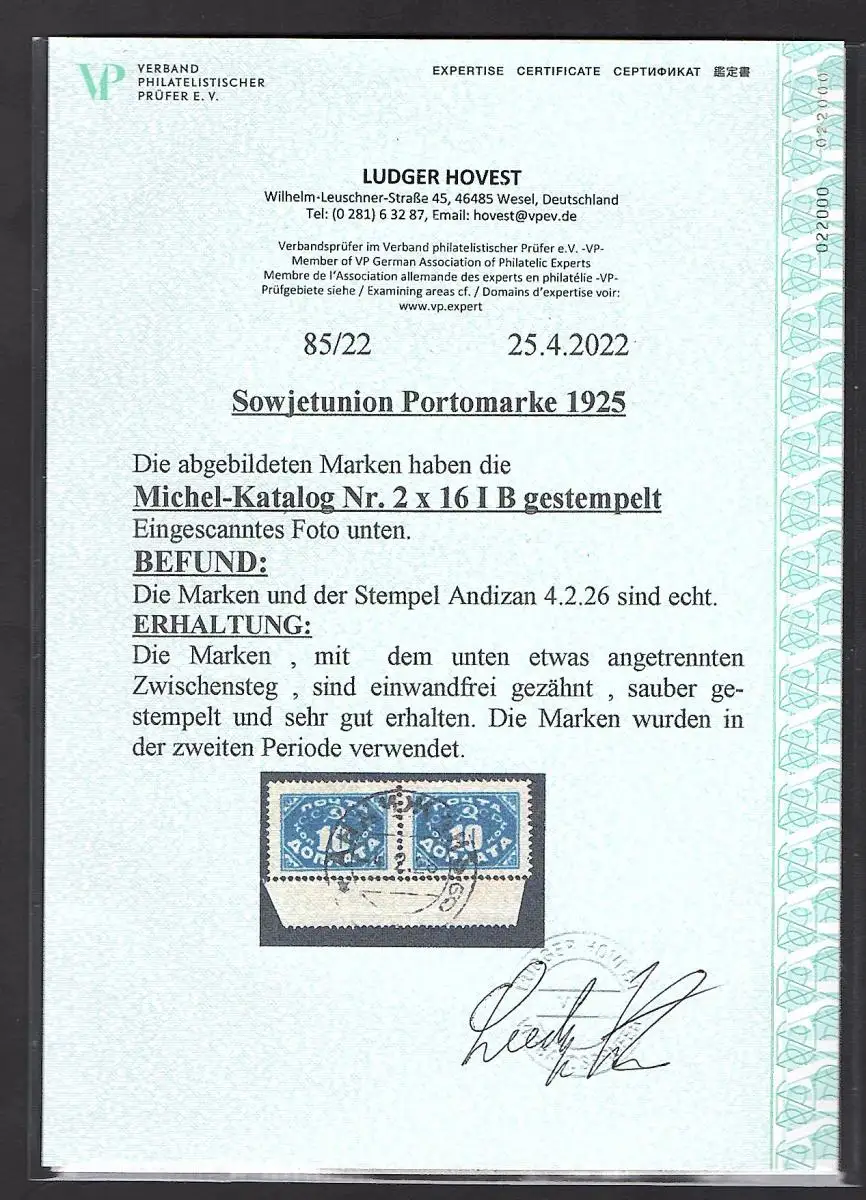 VP
VERBAND
PHILATELISTISCHER
PRÜFER E. V.
EXPERTISE CERTIFICATE СЕРТИФИКАТ 鑑定書
022000
022000
LUDGER HOVEST
Wilhelm-Leuschner-Straße 45, 46485 Wesel, Deutschland
Tel: (0 281) 6 32 87, Email: hovest@vpev.de
Verbandsprüfer im Verband philatelistischer Prüfer e.V. -VP-
Member of VP German Association of Philatelic Experts
Membre de l'Association allemande des experts en philatélie -VP-
Prüfgebiete siehe / Examining areas cf. / Domains d'expertise voir:
www.vp.expert
85/22 25.4.2022
Sowjetunion Portomarke 1925
Die abgebildeten Marken haben die
Michel-Katalog Nr. 2 x 16 I B gestempelt
Eingescanntes Foto unten.
BEFUND:
Die Marken und der Stempel Andizan 4.2.26 sind echt.
ERHALTUNG:
Die Marken , mit dem unten etwas angetrennten
Zwischensteg , sind einwandfrei gezähnt , sauber ge-
stempelt und sehr gut erhalten. Die Marken wurden in
der zweiten Periode verwendet.
ПОЧТА ПОЧТА
10 10
ДОПЛАТА ДОПЛАТА
LUDGER HOVEST